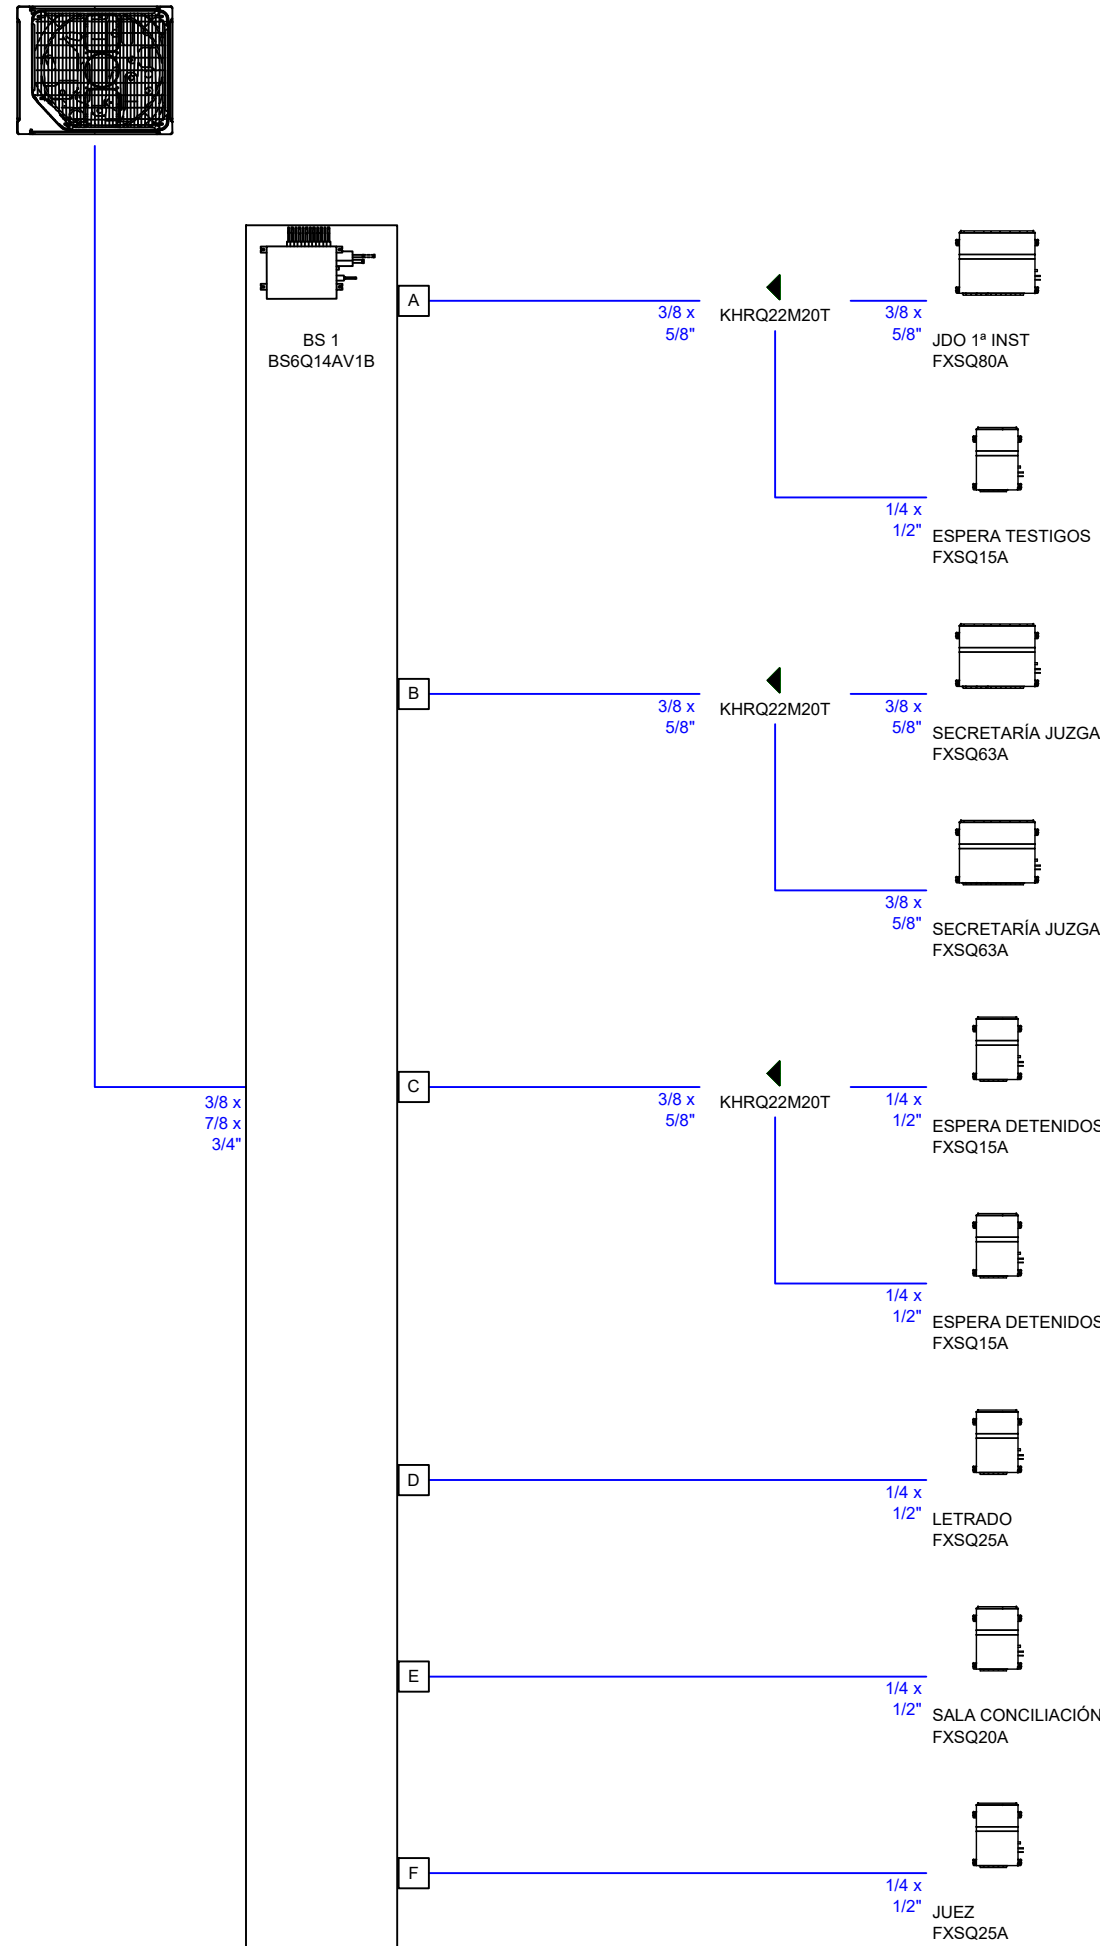 BS 1
BS6Q14AV1B
A
3/8 x
5/8"
KHRQ22M20T
3/8 x
5/8"
JDO 1ª INST
FXSQ80A
1/4 x
1/2"
ESPERA TESTIGOS
FXSQ15A
B
3/8 x
5/8"
KHRQ22M20T
3/8 x
5/8"
SECRETARÍA JUZGA
FXSQ63A
3/8 x
5/8"
SECRETARÍA JUZGA
FXSQ63A
3/8 x
7/8 x
3/4"
C
3/8 x
5/8"
KHRQ22M20T
1/4 x
1/2"
ESPERA DETENIDOS
FXSQ15A
1/4 x
1/2"
ESPERA DETENIDOS
FXSQ15A
D
1/4 x
1/2"
LETRADO
FXSQ25A
E
1/4 x
1/2"
SALA CONCILIACIÓN
FXSQ20A
F
1/4 x
1/2"
JUEZ
FXSQ25A